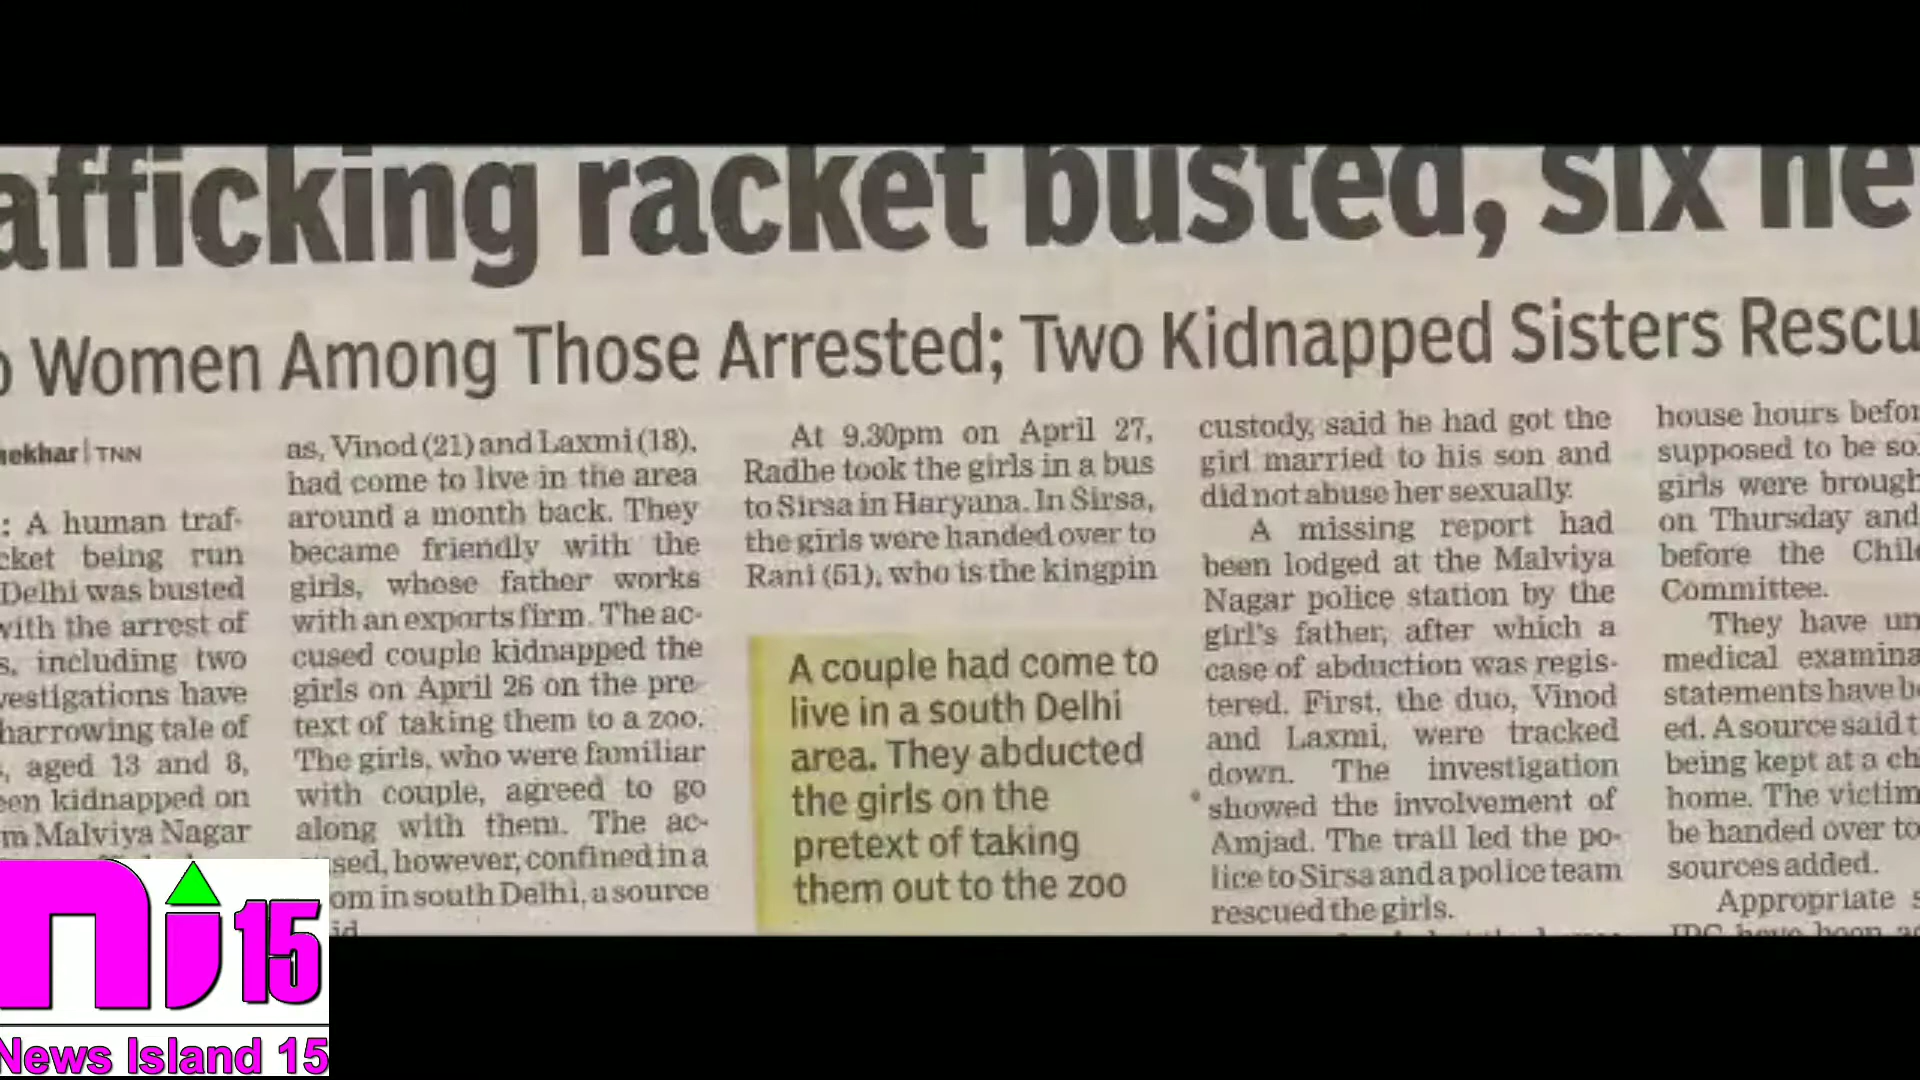 afficking racket busted, six he
o Women Among Those Arrested; Two Kidnapped Sisters Rescu
hekhar | TNN
: A human traf-
cket being run
Delhi was busted
with the arrest of
s, including two
vestigations have
harrowing tale of
, aged 13 and 8,
een kidnapped on
m Malviya Nagar
as, Vinod (21) and Laxmi (18),
had come to live in the area
around a month back. They
became friendly with the
girls, whose father works
with an exports firm. The ac-
cused couple kidnapped the
girls on April 26 on the pre-
text of taking them to a zoo.
The girls, who were familiar
with couple, agreed to go
along with them. The ac-
sed, however, confined in a
om in south Delhi, a source
id
At 9.30pm on April 27,
Radhe took the girls in a bus
to Sirsa in Haryana. In Sirsa,
the girls were handed over to
Rani (51), who is the kingpin
A couple had come to
live in a south Delhi
area. They abducted
the girls on the
pretext of taking
them out to the zoo
custody, said he had got the
girl married to his son and
did not abuse her sexually.
A missing report had
been lodged at the Malviya
Nagar police station by the
girl's father, after which a
case of abduction was regis-
tered. First, the duo, Vinod
and Laxmi, were tracked
down. The investigation
showed the involvement of
Amjad. The trail led the po-
lice to Sirsa and a police team
rescued the girls.
house hours befor
supposed to be so
girls were brough
on Thursday and
before the Chil
Committee.
They have un
medical examina
statements have be
ed. A source said t
being kept at a ch
home. The victim
be handed over to
sources added.
Appropriate s
IPC have been ad
ni 15
News Island 15